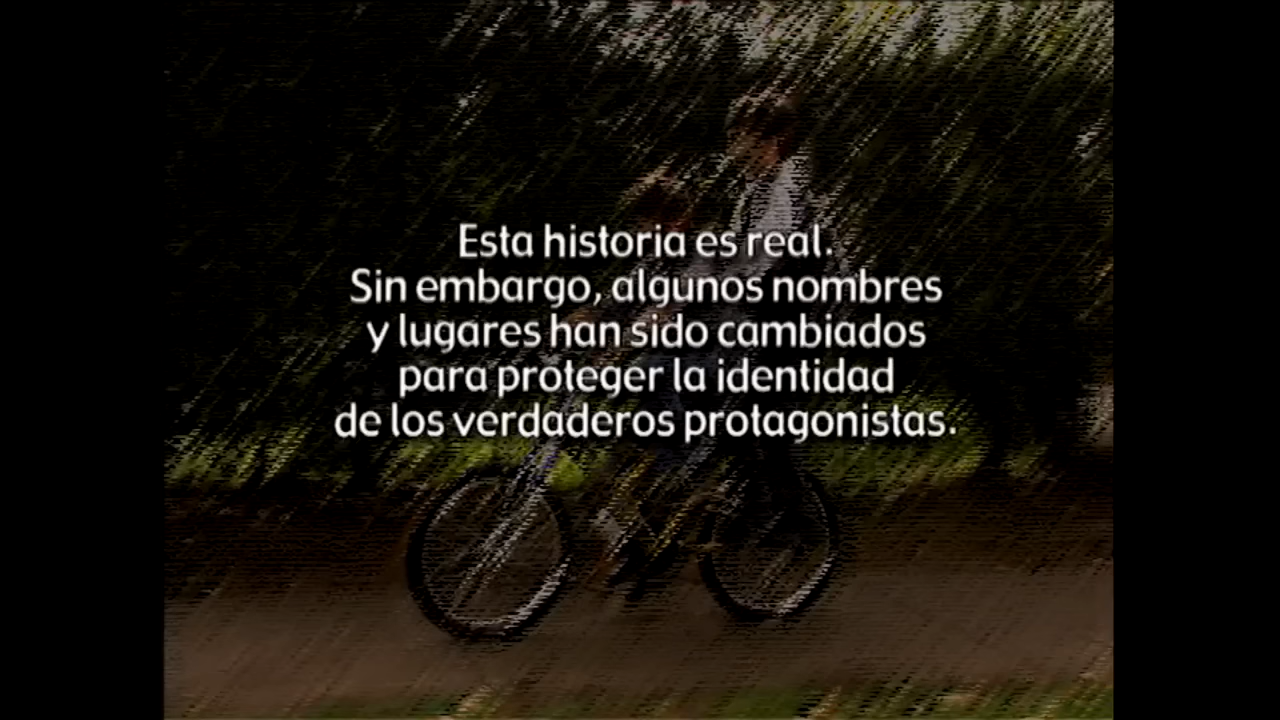 Esta historia es real.
Sin embargo, algunos nombres
y lugares han sido cambiados
para proteger la identidad
de los verdaderos protagonistas.